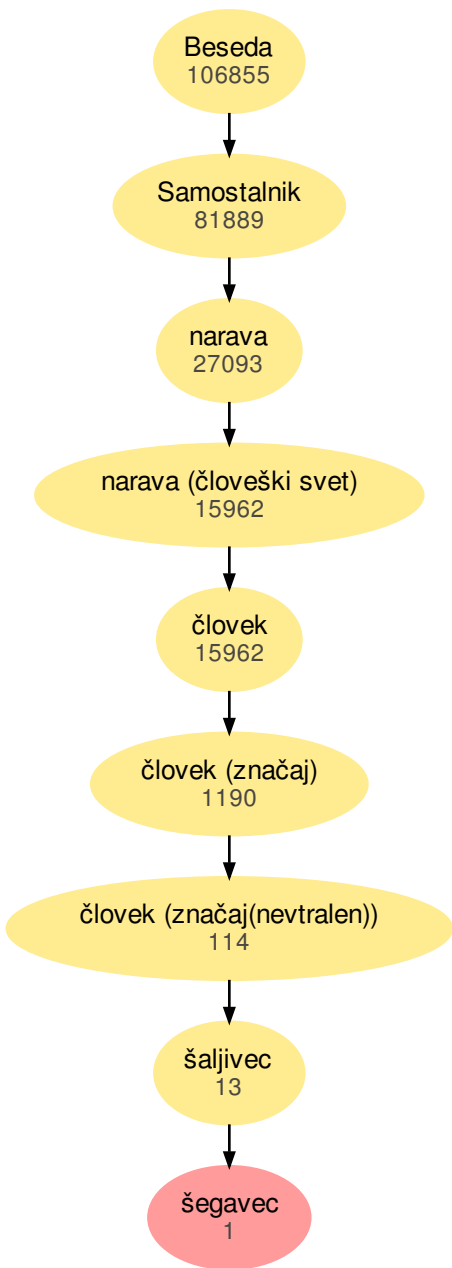 Beseda
106855
Samostalnik
81889
narava
27093
narava (človeški svet)
15962
človek
15962
človek (značaj)
1190
človek (značaj(nevtralen))
114
šaljivec
13
šegavec
1